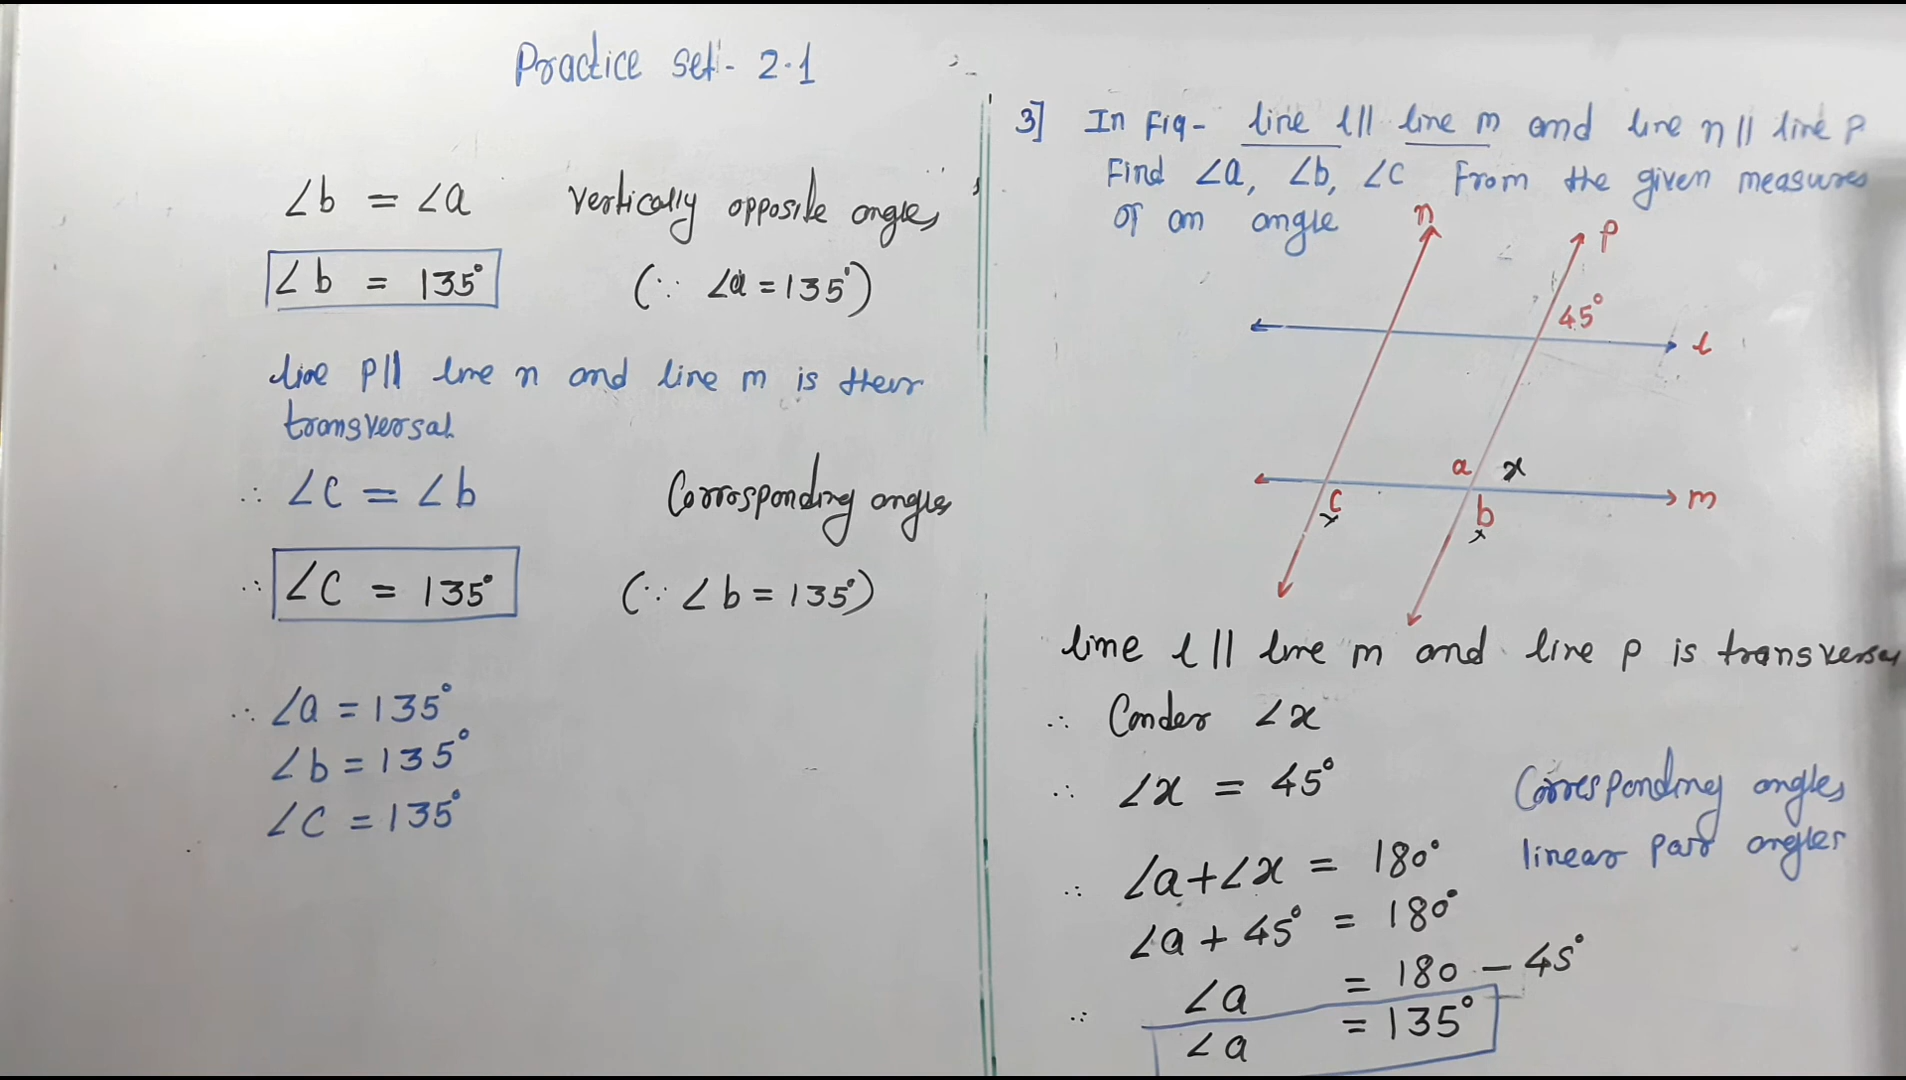 Practice set- 2.1
3] In Fig- line l || line m and line n || line p
Find ∠a, ∠b, ∠c From the given measures
of an angle
n
p
45°
l
a x
m
c
x
b
x
line l || line m and line p is transversal
∴ Conder ∠x
∴ ∠x = 45° Corresponding angles
∴ ∠a+∠x = 180° linear pair angles
∠a + 45° = 180°
∠a = 180 - 45°
∴ ∠a = 135°
∠b = ∠a vertically opposite angles
∠b = 135° (∵ ∠a = 135°)
line p || line n and line m is their
transversal
∴ ∠c = ∠b Corrosponding angles
∴ ∠c = 135° (∵ ∠b = 135°)
∴ ∠a = 135°
∠b = 135°
∠c = 135°